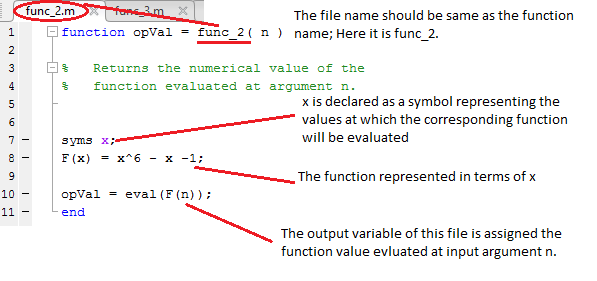 func_2.m func_3.m
The file name should be same as the function
name; Here it is func_2.
1 function opVal = func_2( n )
2
3 % Returns the numerical value of the
4 % function evaluated at argument n.
5
6
7 – syms x;
8 – F(x) = x^6 - x -1;
9
10 – opVal = eval(F(n));
11 – end
x is declared as a symbol representing the
values at which the corresponding function
will be evaluated
The function represented in terms of x
The output variable of this file is assigned the
function value evluated at input argument n.